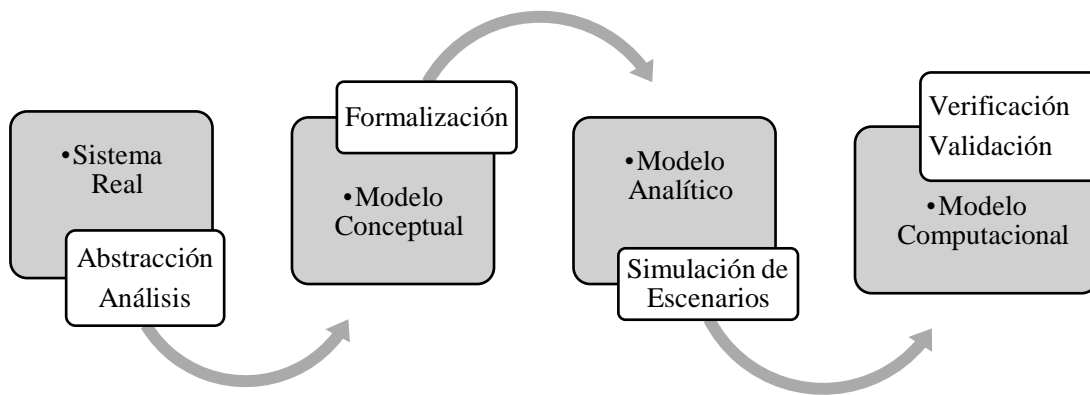 •Sistema
Real
Abstracción
Análisis
Formalización
•Modelo
Conceptual
•Modelo
Analítico
Simulación de
Escenarios
Verificación
Validación
•Modelo
Computacional